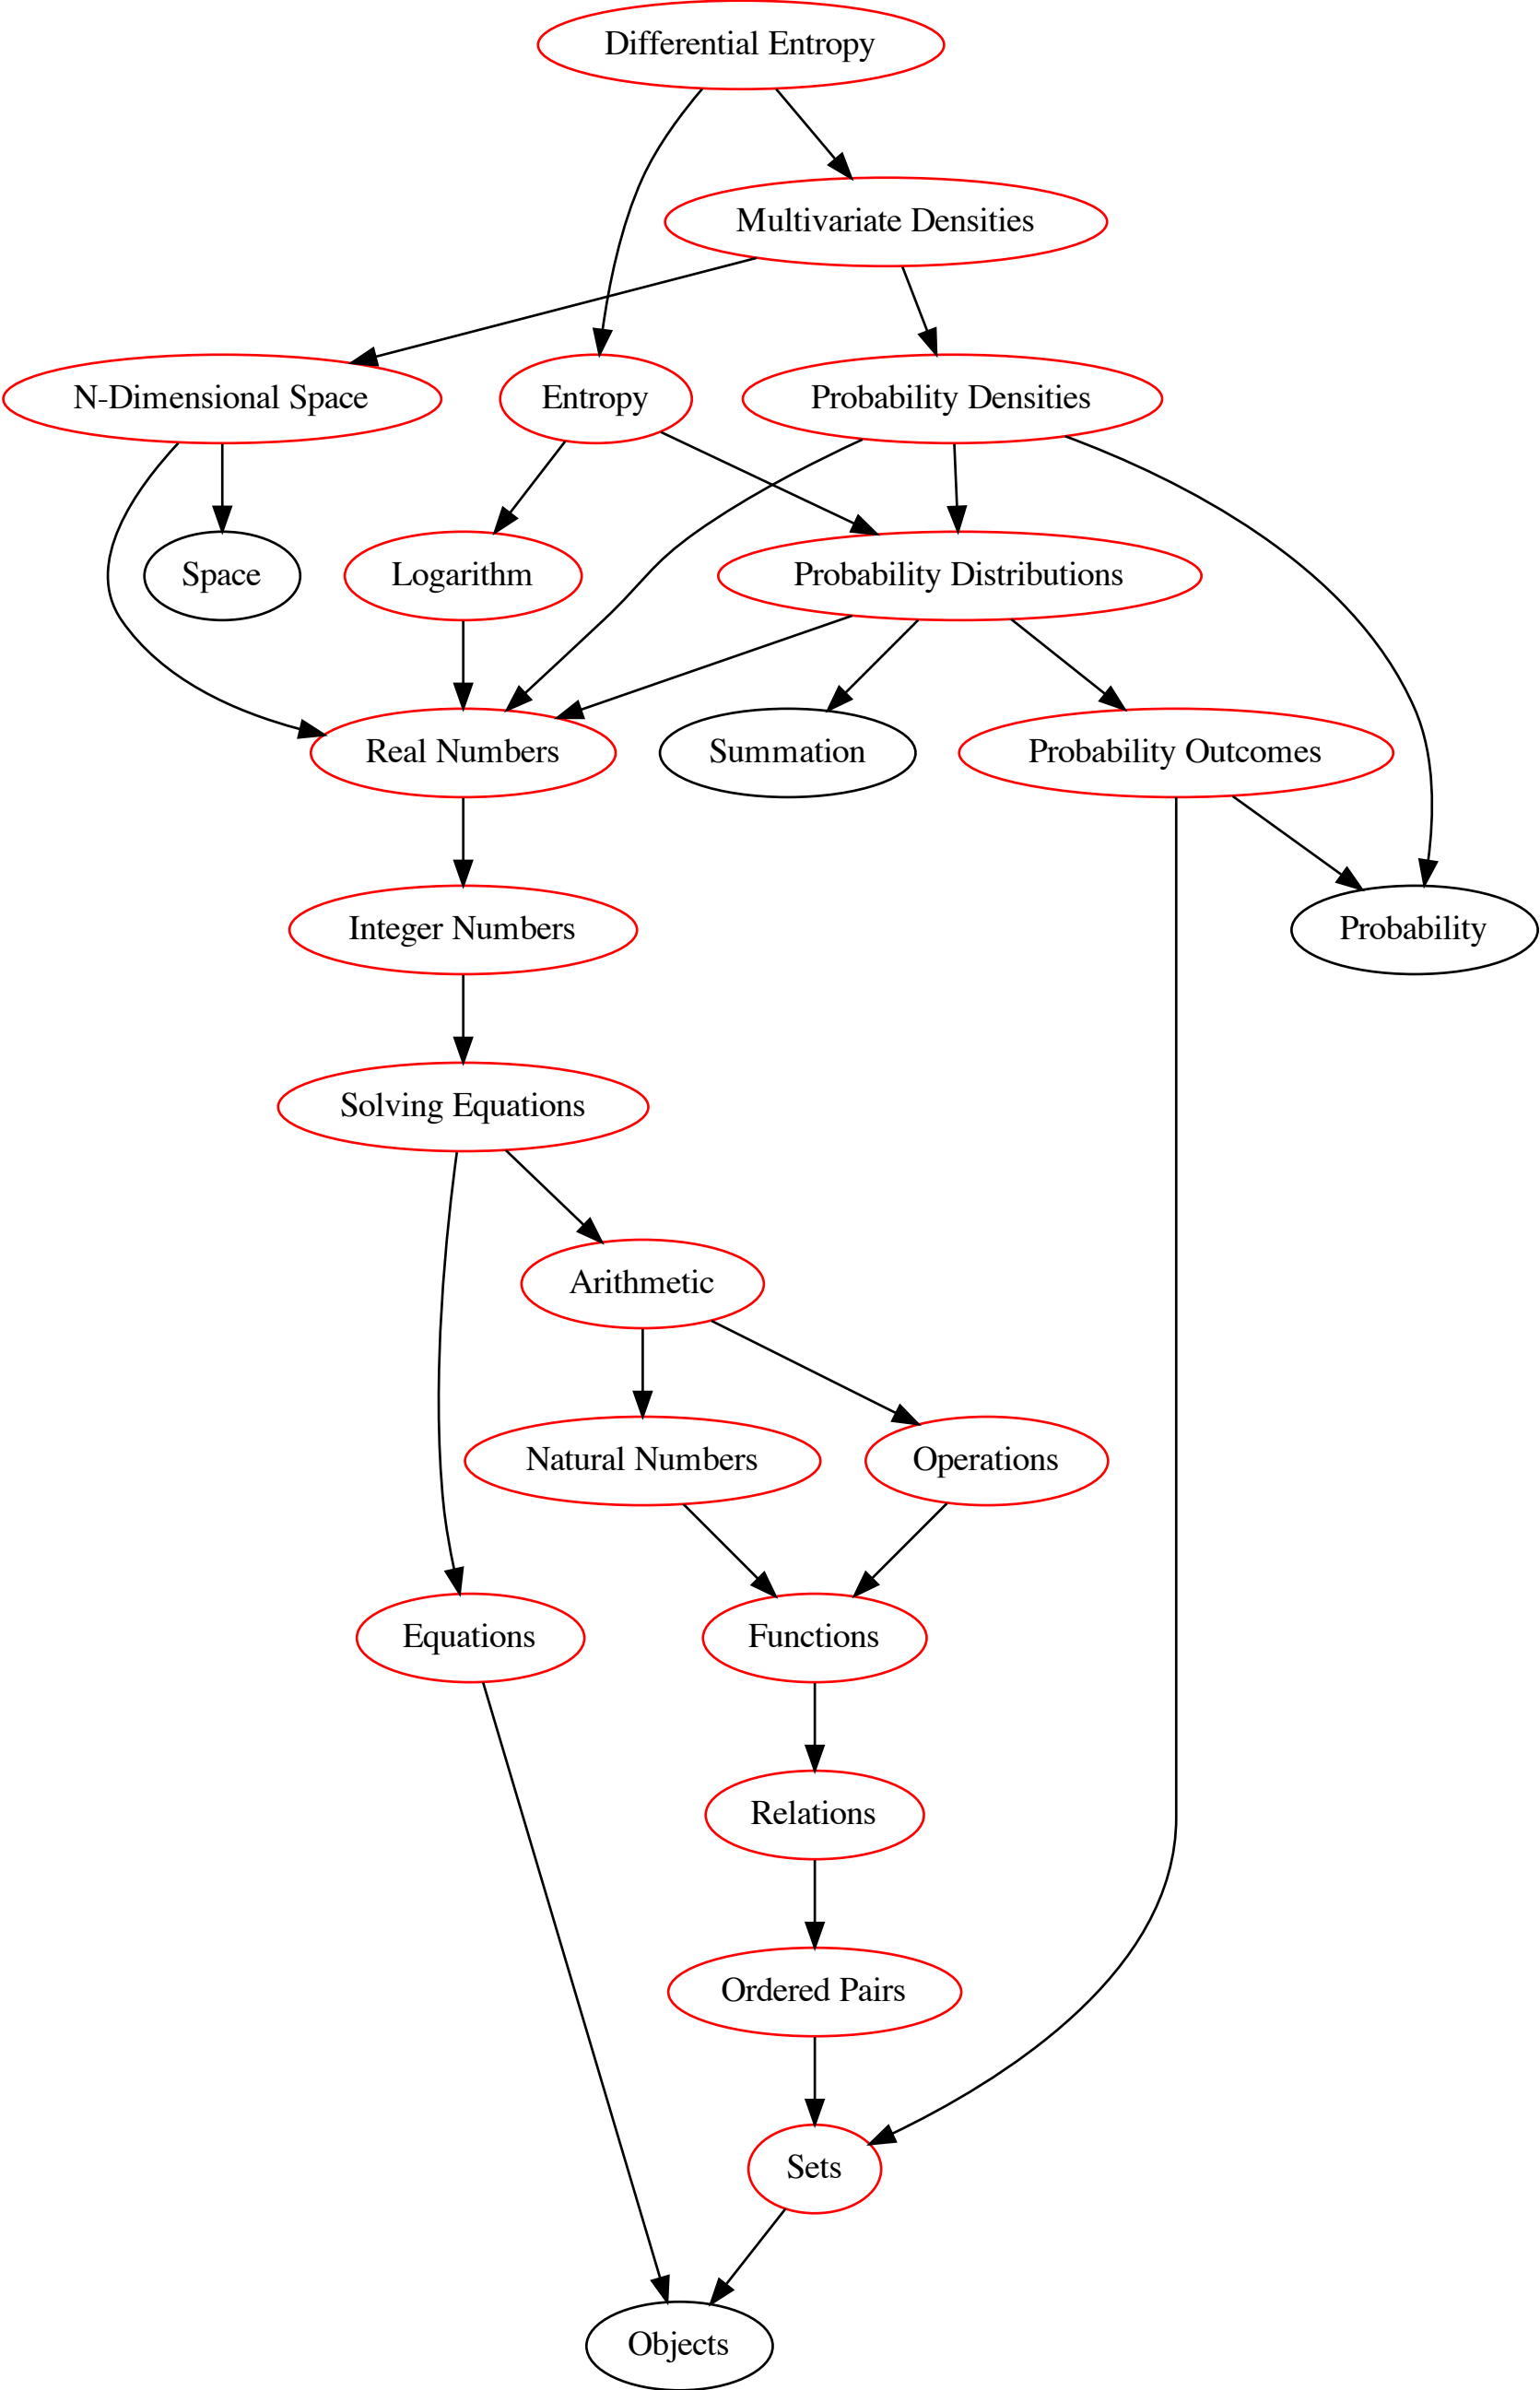 Differential Entropy
Multivariate Densities
N-Dimensional Space
Entropy
Probability Densities
Space
Logarithm
Probability Distributions
Real Numbers
Summation
Probability Outcomes
Integer Numbers
Probability
Solving Equations
Arithmetic
Natural Numbers
Operations
Equations
Functions
Relations
Ordered Pairs
Sets
Objects